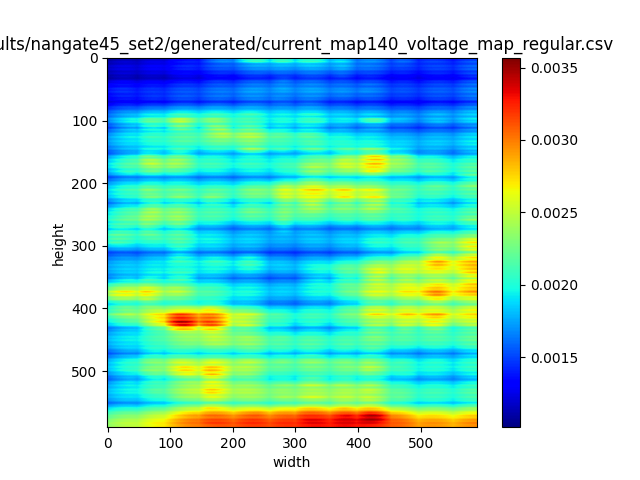 ults/nangate45_set2/generated/current_map140_voltage_map_regular.csv
0
100
200
300
400
500
height
0 100 200 300 400 500
width
0.0035
0.0030
0.0025
0.0020
0.0015